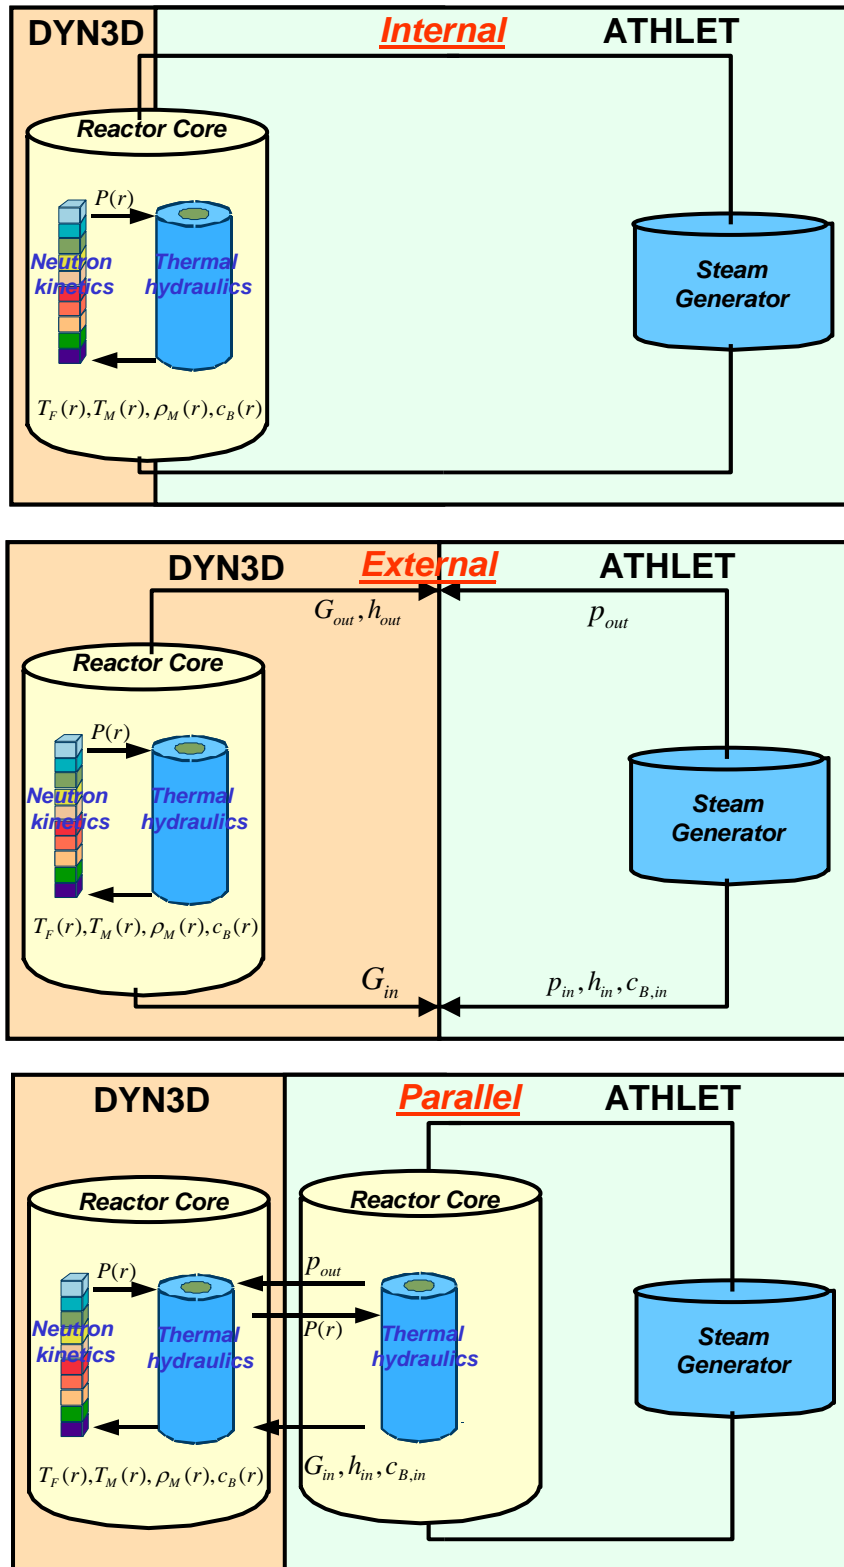 DYN3D Internal ATHLET
Reactor Core
P(r)
Neutron kinetics
Thermal hydraulics
T_F(r),T_M(r),ρ_M(r),c_B(r)
Steam Generator
DYN3D External ATHLET
G_out,h_out
p_out
Reactor Core
P(r)
Neutron kinetics
Thermal hydraulics
Steam Generator
T_F(r),T_M(r),ρ_M(r),c_B(r)
G_in
p_in,h_in,c_B,in
DYN3D Parallel ATHLET
Reactor Core
Reactor Core
P(r)
p_out
P(r)
Neutron kinetics
Thermal hydraulics
Thermal hydraulics
Steam Generator
T_F(r),T_M(r),ρ_M(r),c_B(r)
G_in,h_in,c_B,in